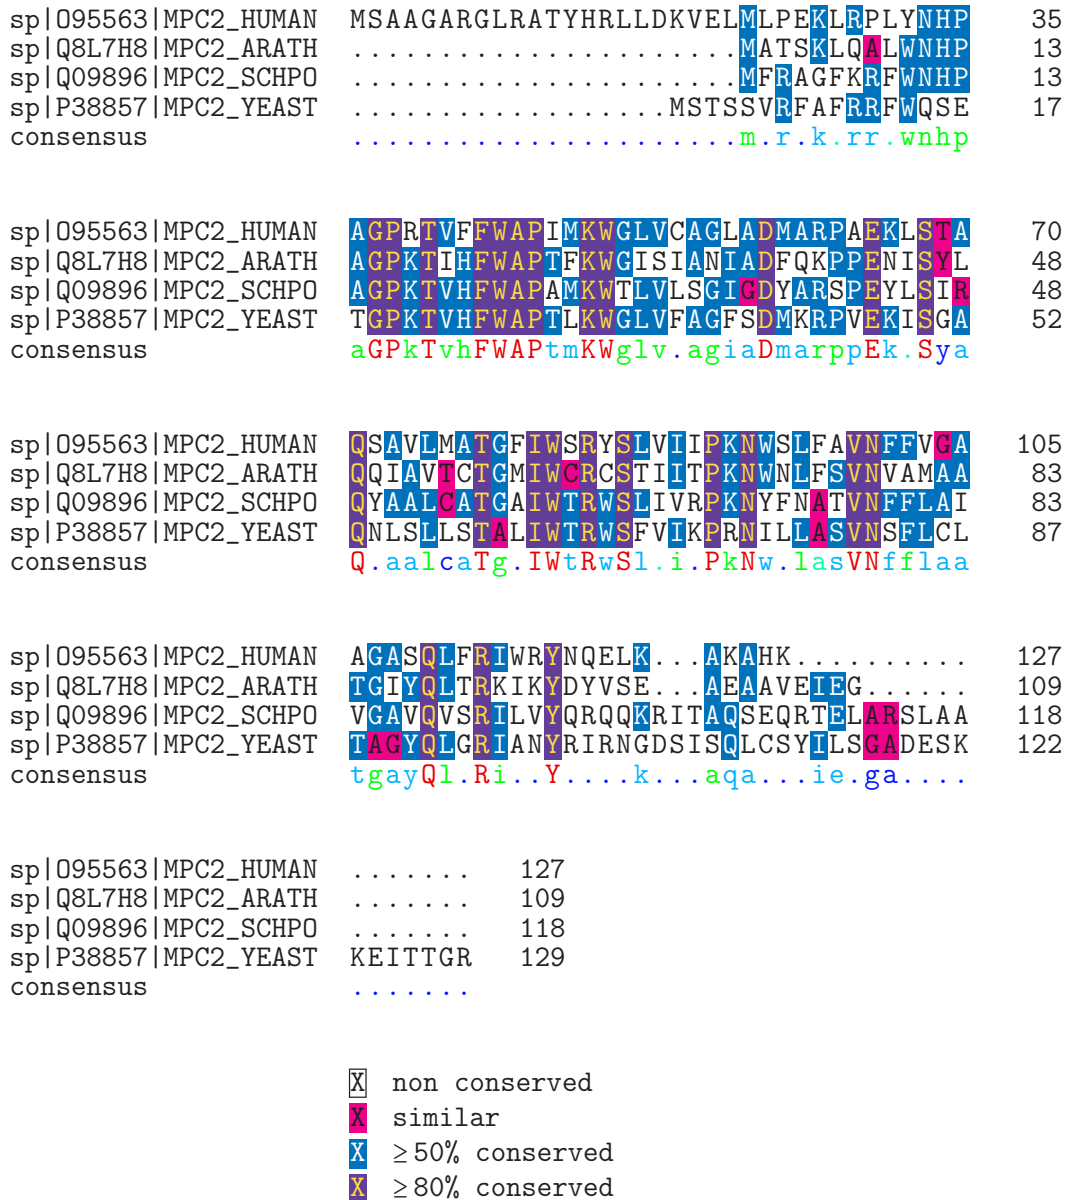 sp|O95563|MPC2_HUMAN MSAAGARGLRATYHRLLDKVELMLPEKLRPLYNHP 35
sp|Q8L7H8|MPC2_ARATH ......................MATSKLQALWNHP 13
sp|Q09896|MPC2_SCHPO ......................MFRAGFKRFWNHP 13
sp|P38857|MPC2_YEAST ..................MSTSSVRFAFRRFWQSE 17
consensus ......................m.r.k.rr.wnhp
sp|O95563|MPC2_HUMAN AGPRTVFFWAPIMKWGLVCAGLADMARPAEKLSTA 70
sp|Q8L7H8|MPC2_ARATH AGPKTIHFWAPTFKWGISIANIADFQKPPENISYL 48
sp|Q09896|MPC2_SCHPO AGPKTVHFWAPAMKWTLVLSGIGDYARSPEYLSIR 48
sp|P38857|MPC2_YEAST TGPKTVHFWAPTLKWGLVFAGFSDMKRPVEKISGA 52
consensus aGPkTvhFWAPtmKWglv.agiaDmarppEk.Sya
sp|O95563|MPC2_HUMAN QSAVLMATGFIWSRYSLVIIPKNWSLFAVNFFVGA 105
sp|Q8L7H8|MPC2_ARATH QQIAVTCTGMIWCRCSTIITPKNWNLFSVNVAMAA 83
sp|Q09896|MPC2_SCHPO QYAALCATGAIWTRWSLIVRPKNYFNATVNFFLAI 83
sp|P38857|MPC2_YEAST QNLSLLSTALIWTRWSFVIKPRNILLASVNSFLCL 87
consensus Q.aalcaTg.IWtRwSl.i.PkNw.lasVNfflaa
sp|O95563|MPC2_HUMAN AGASQLFRIWRYNQELK...AKAHK.......... 127
sp|Q8L7H8|MPC2_ARATH TGIYQLTRKIKYDYVSE...AEAAVEIEG...... 109
sp|Q09896|MPC2_SCHPO VGAVQVSRILVYQRQQKRITAQSEQRTELARSLAA 118
sp|P38857|MPC2_YEAST TAGYQLGRIANYRIRNGDSISQLCSYILSGADESK 122
consensus tgayQl.Ri..Y....k...aqa...ie.ga....
sp|O95563|MPC2_HUMAN ....... 127
sp|Q8L7H8|MPC2_ARATH ....... 109
sp|Q09896|MPC2_SCHPO ....... 118
sp|P38857|MPC2_YEAST KEITTGR 129
consensus .......
X non conserved
X similar
X ≥50% conserved
X ≥80% conserved